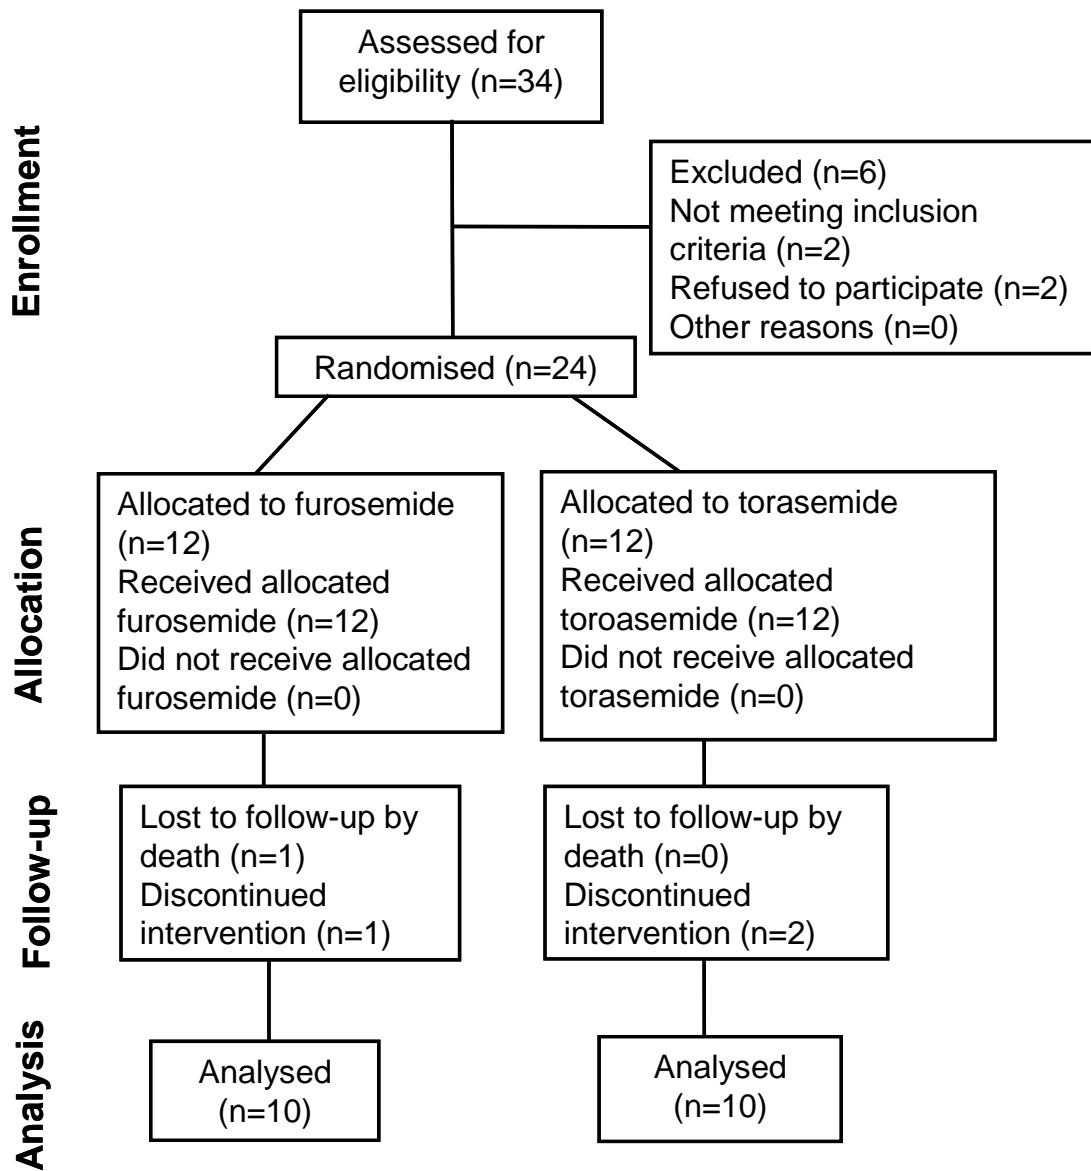 Assessed for
eligibility (n=34)
Enrollment
Excluded (n=6)
Not meeting inclusion
criteria (n=2)
Refused to participate (n=2)
Other reasons (n=0)
Randomised (n=24)
Allocation
Allocated to furosemide
(n=12)
Received allocated
furosemide (n=12)
Did not receive allocated
furosemide (n=0)
Allocated to torasemide
(n=12)
Received allocated
toroasemide (n=12)
Did not receive allocated
torasemide (n=0)
Follow-up
Lost to follow-up by
death (n=1)
Discontinued
intervention (n=1)
Lost to follow-up by
death (n=0)
Discontinued
intervention (n=2)
Analysis
Analysed
(n=10)
Analysed
(n=10)